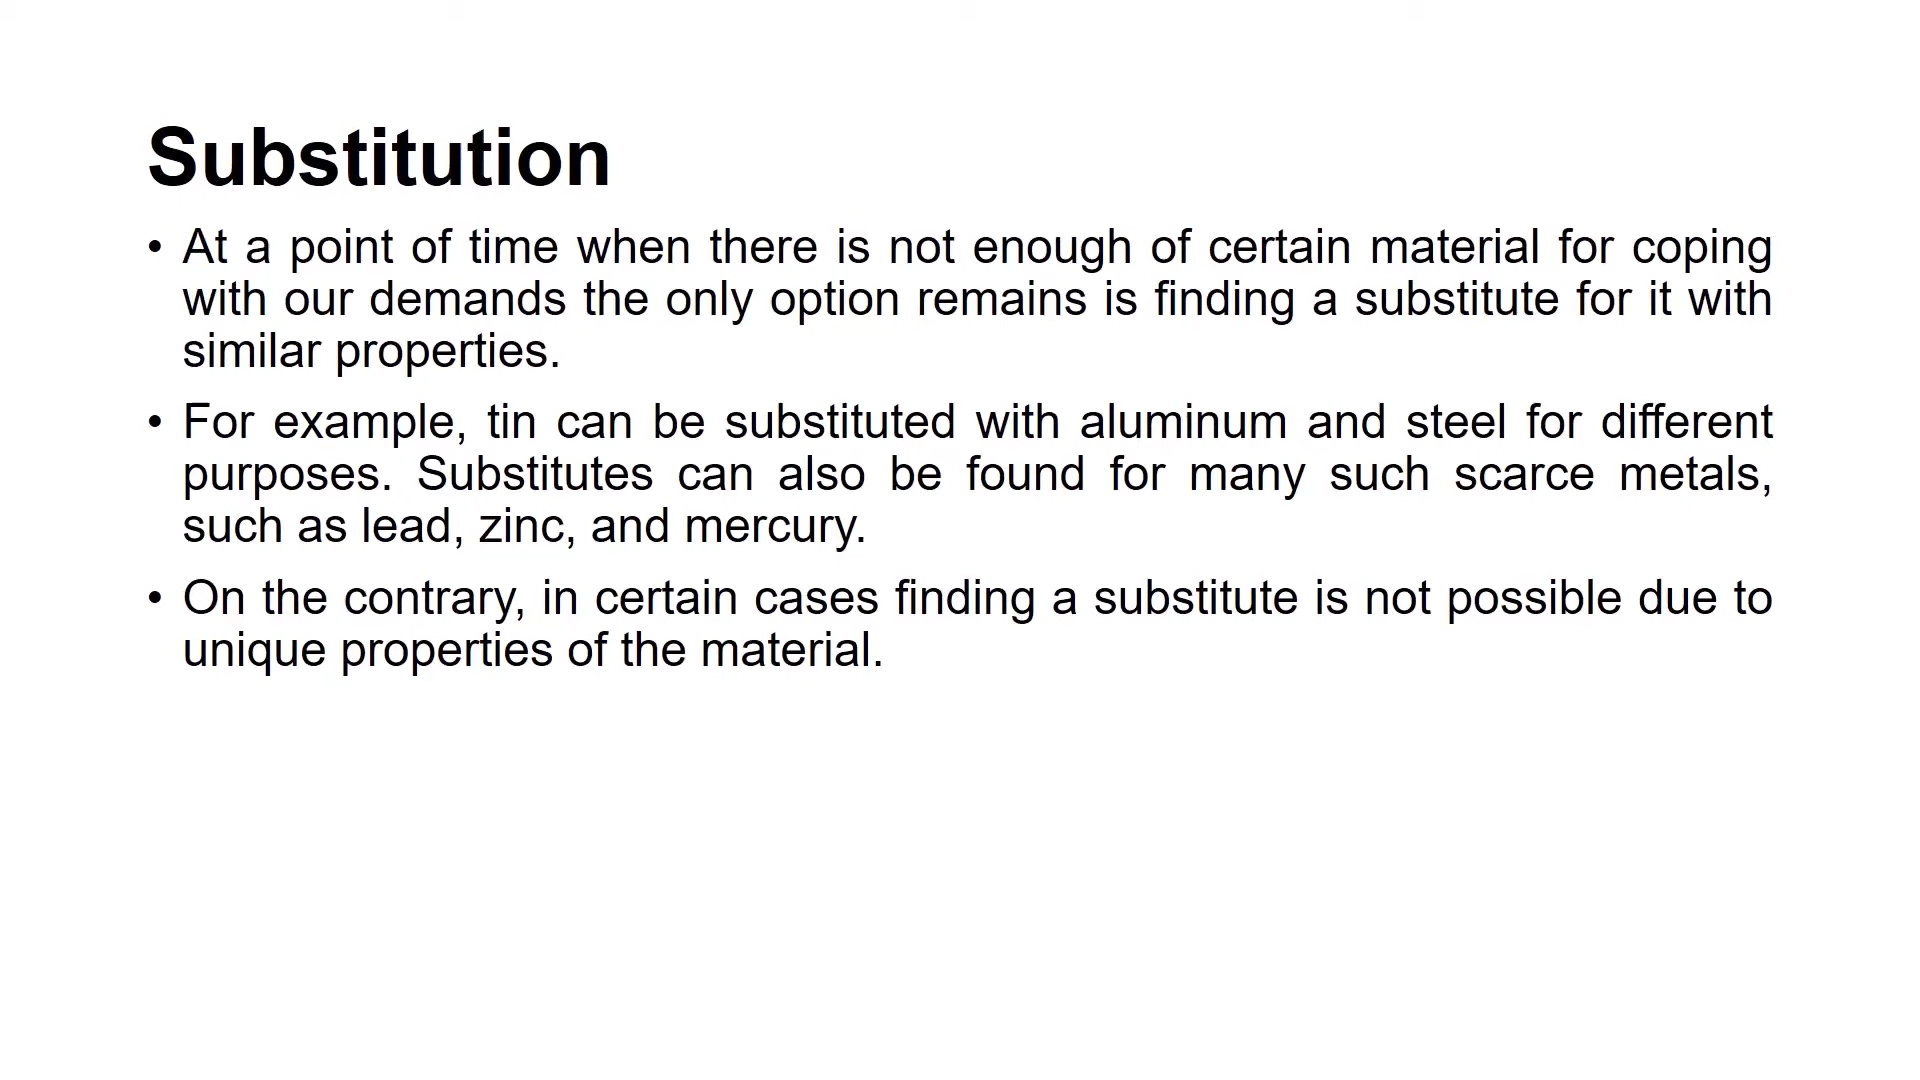 Substitution
• At a point of time when there is not enough of certain material for coping
with our demands the only option remains is finding a substitute for it with
similar properties.
• For example, tin can be substituted with aluminum and steel for different
purposes. Substitutes can also be found for many such scarce metals,
such as lead, zinc, and mercury.
• On the contrary, in certain cases finding a substitute is not possible due to
unique properties of the material.